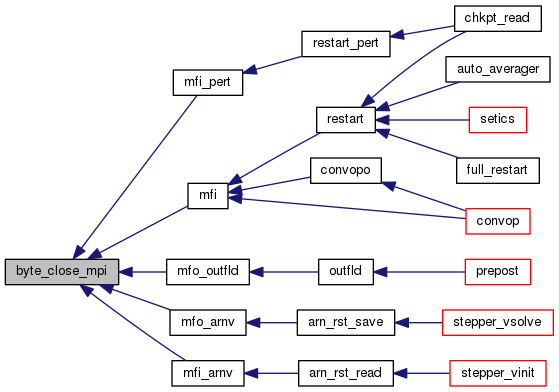 chkpt_read
restart_pert
auto_averager
mfi_pert
restart
setics
convopo
full_restart
mfi
convop
byte_close_mpi
mfo_outfld
outfld
prepost
mfo_arnv
arn_rst_save
stepper_vsolve
mfi_arnv
arn_rst_read
stepper_vinit